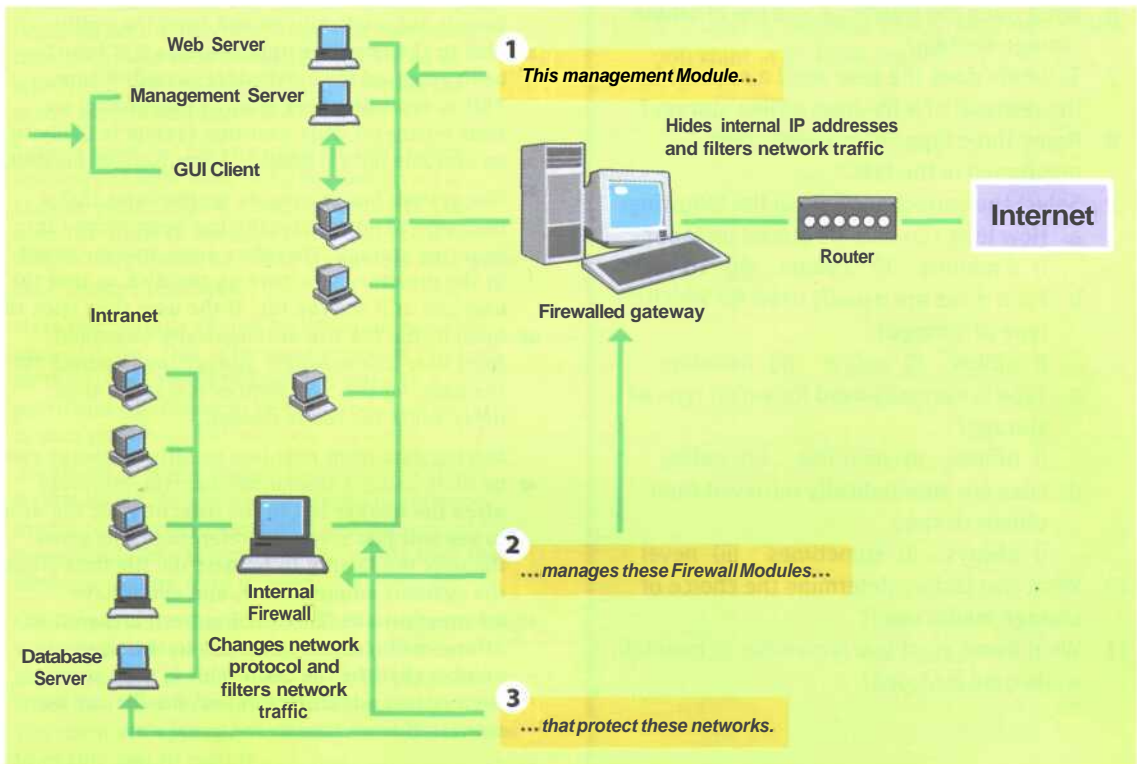 Web Server
1
This management Module...
Management Server
Hides internal IP addresses
and filters network traffic
GUI Client
Internet
Router
Firewalled gateway
Intranet
2
...manages these Firewall Modules...
Internal
Firewall
Changes network
protocol and
filters network
traffic
Database
Server
3
...that protect these networks.